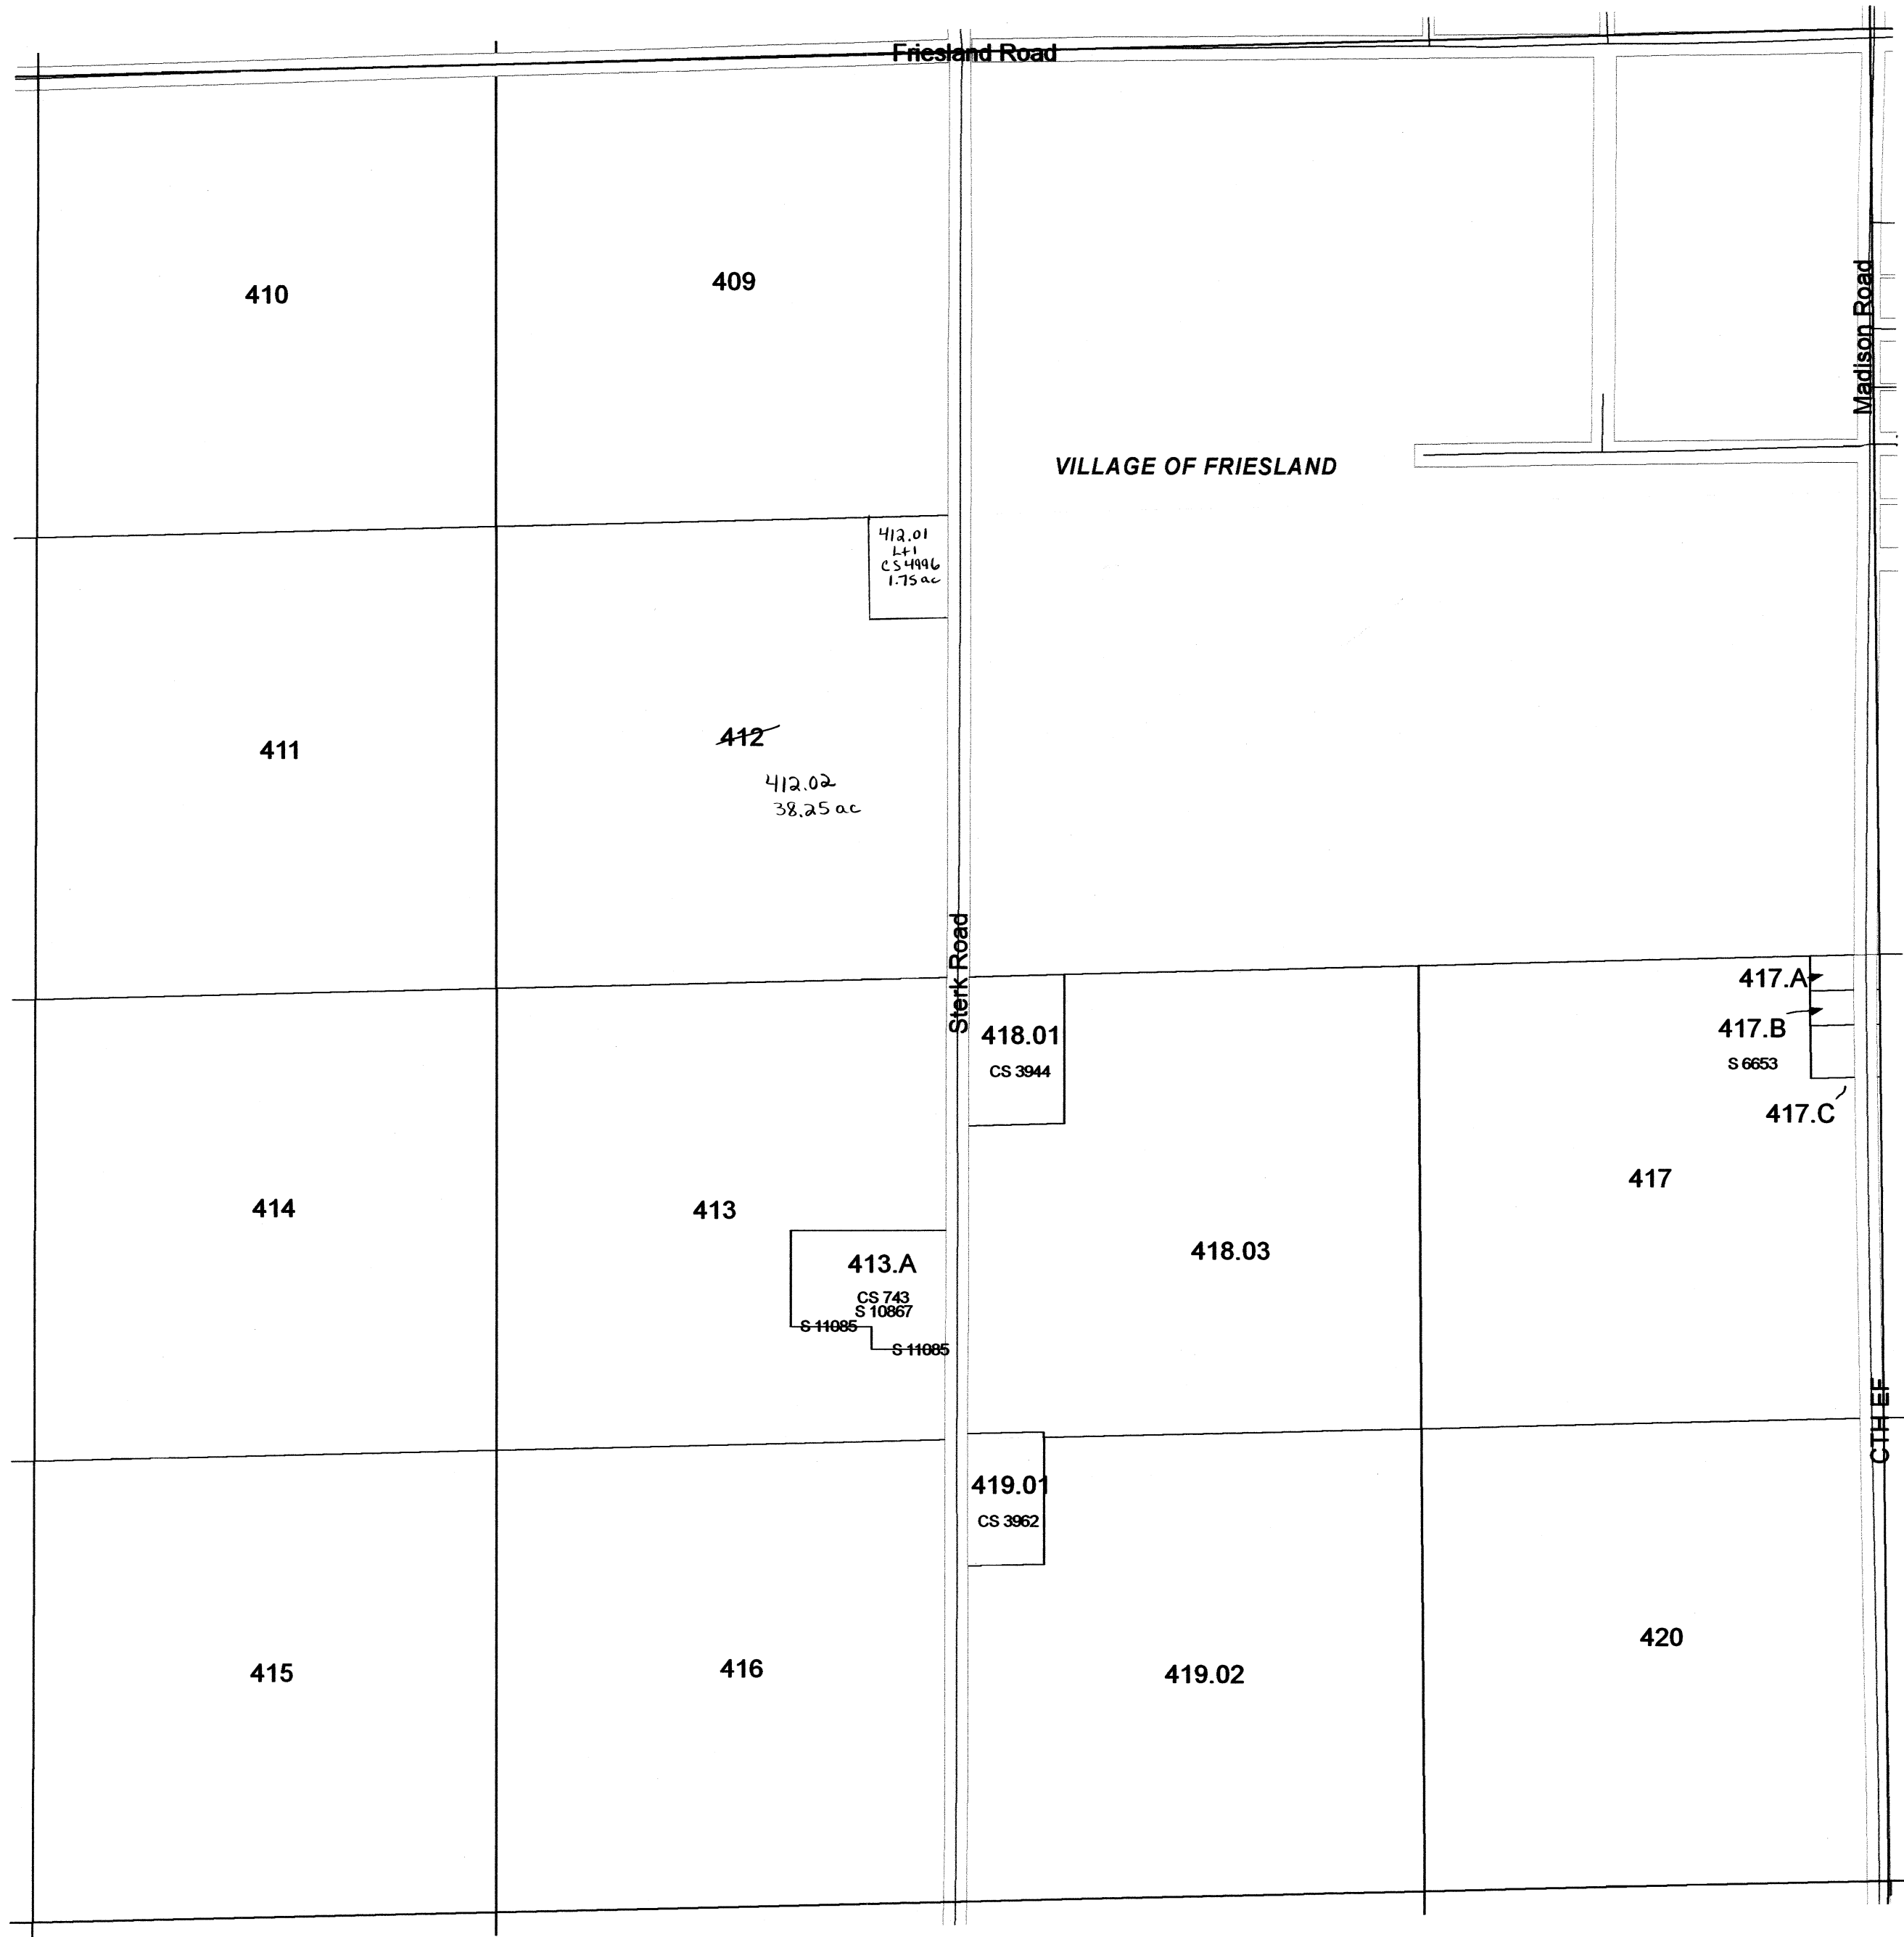 Friesland Road
410
409
Madison Road
VILLAGE OF FRIESLAND
412.01
Lt 1
CS 4996
1.75 ac
411
412
412.02
38.25 ac
Sterk Road
417.A
418.01
CS 3944
417.B
S 6653
417.C
417
414
413
418.03
413.A
CS 743
S 10867
S 11085
S 11085
CTH EF
419.01
CS 3962
420
415
416
419.02